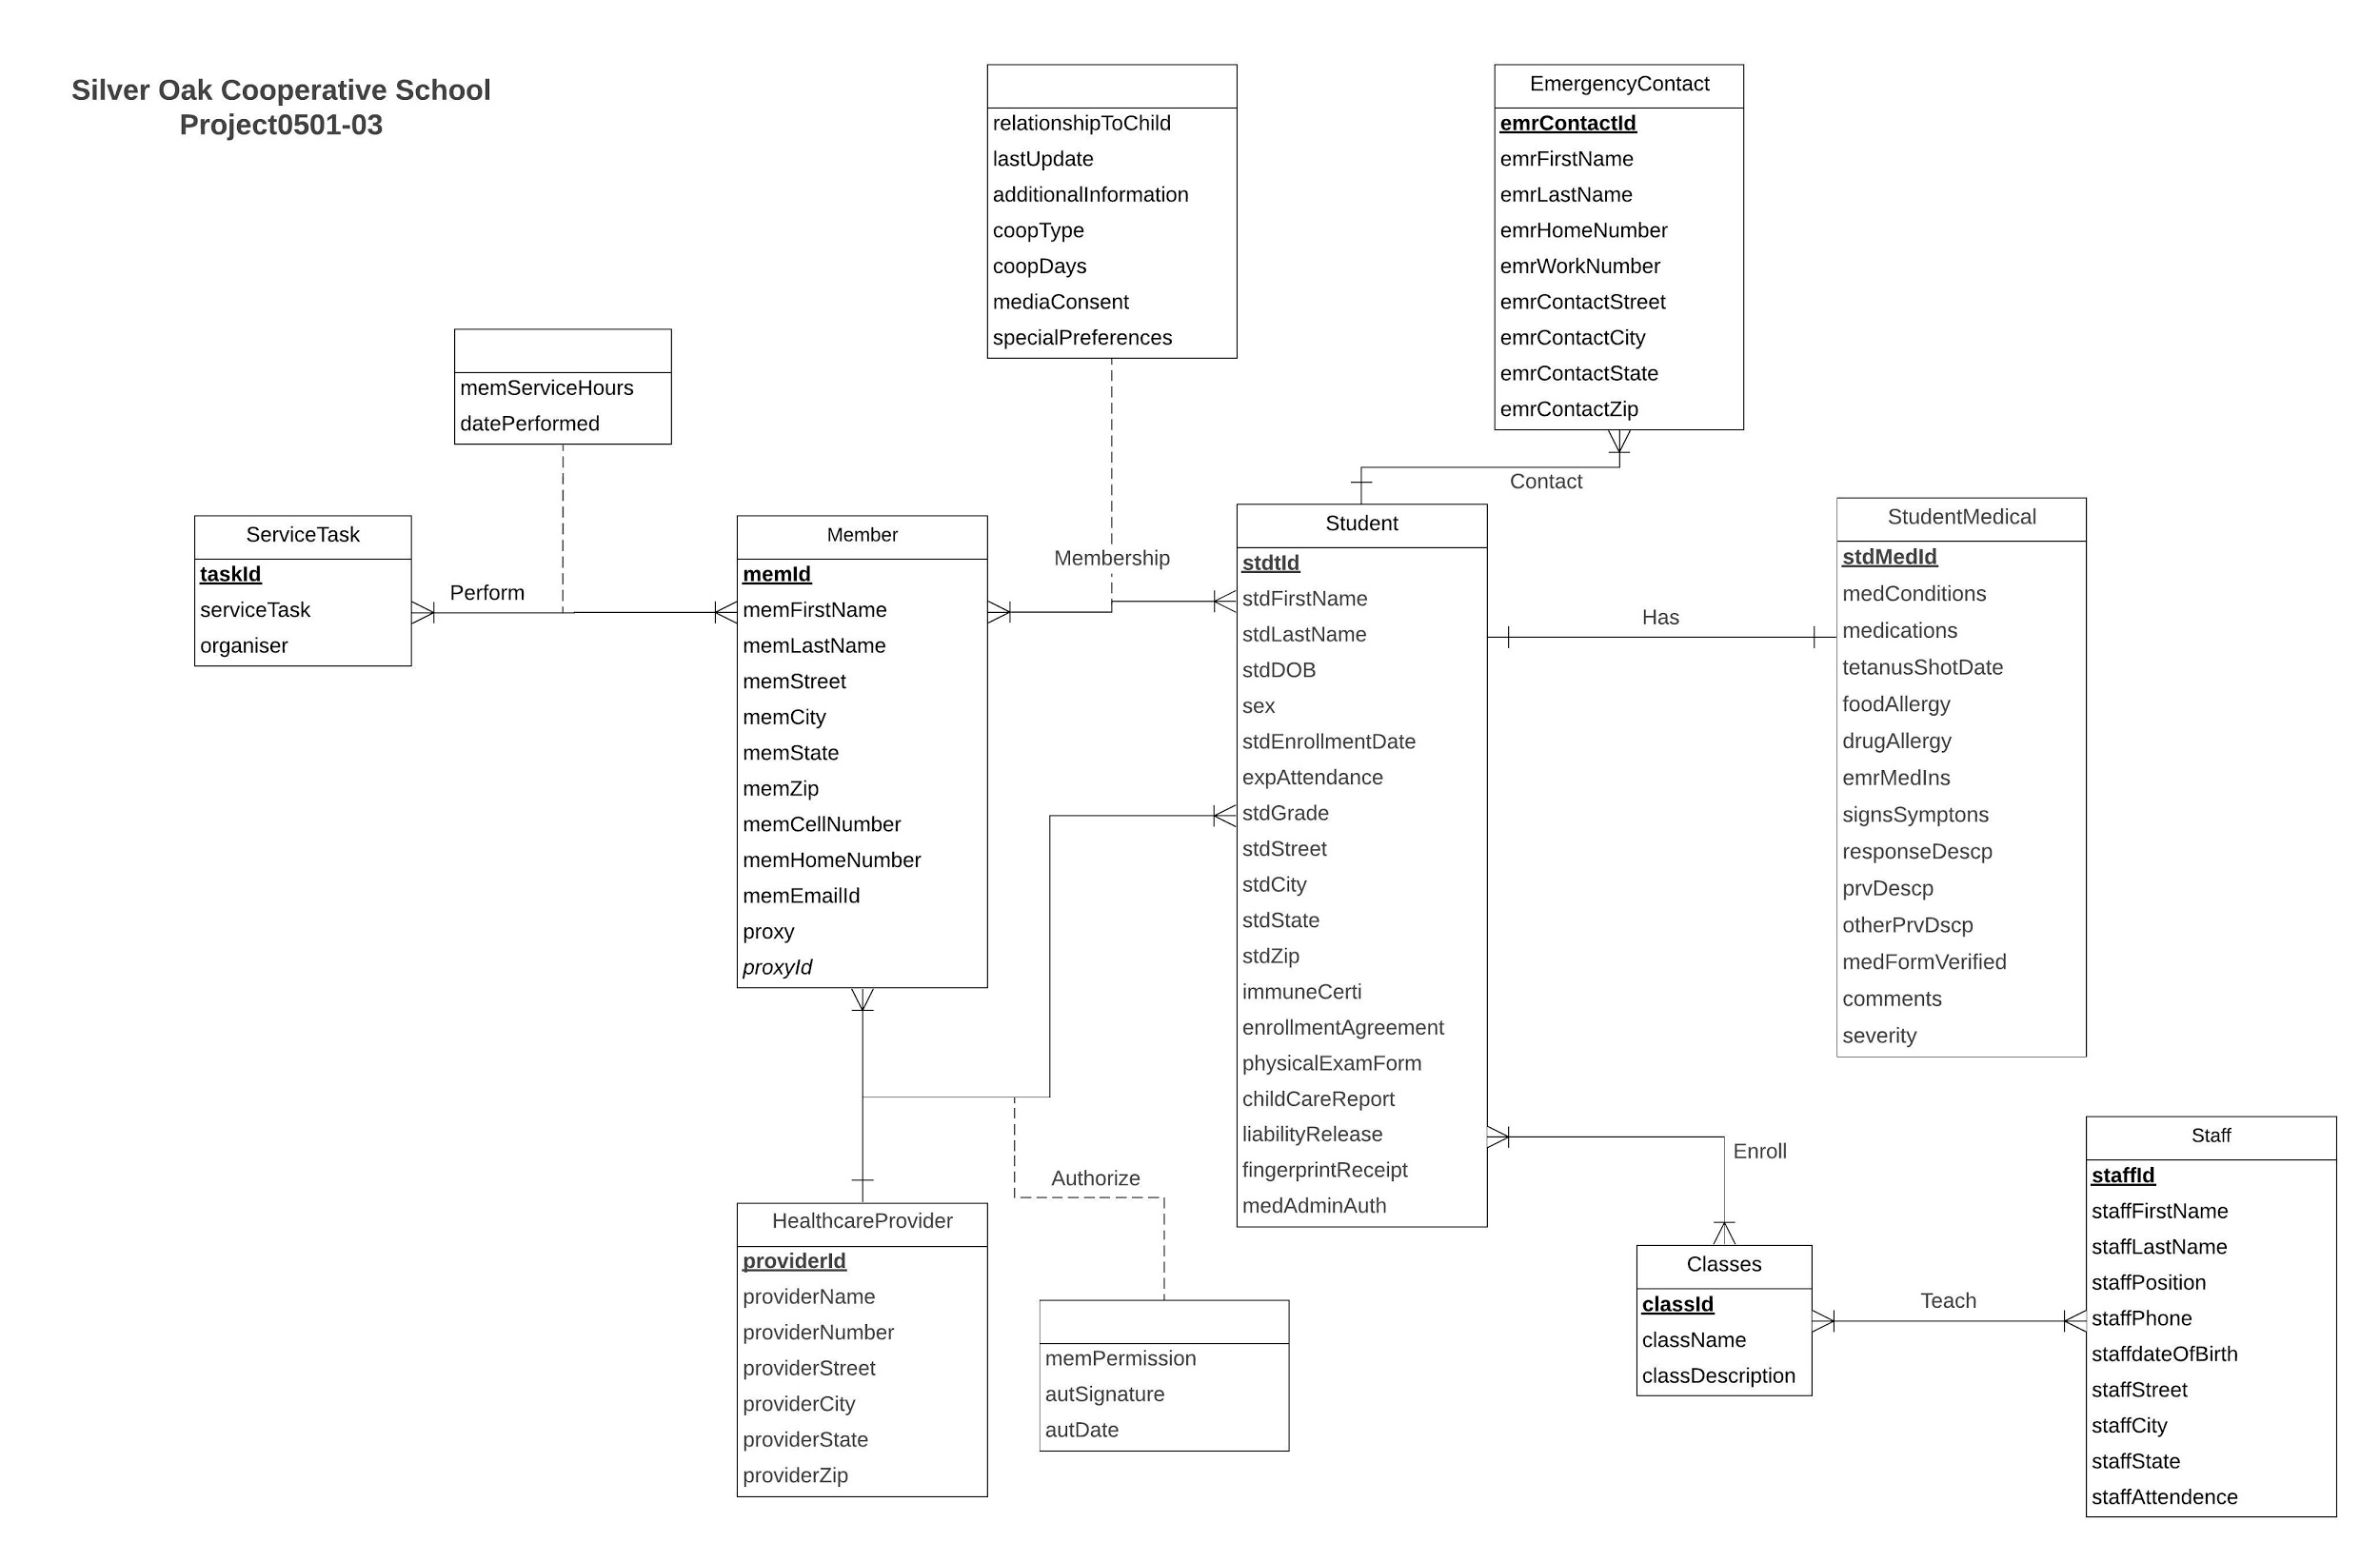 Silver Oak Cooperative School
Project0501-03
relationshipToChild
lastUpdate
additionalInformation
coopType
coopDays
mediaConsent
specialPreferences
EmergencyContact
emrContactId
emrFirstName
emrLastName
emrHomeNumber
emrWorkNumber
emrContactStreet
emrContactCity
emrContactState
emrContactZip
memServiceHours
datePerformed
Contact
ServiceTask
taskId
serviceTask
organiser
Perform
Member
memId
memFirstName
memLastName
memStreet
memCity
memState
memZip
memCellNumber
memHomeNumber
memEmailId
proxy
proxyId
Membership
Student
stdtId
stdFirstName
stdLastName
stdDOB
sex
stdEnrollmentDate
expAttendance
stdGrade
stdStreet
stdCity
stdState
stdZip
immuneCerti
enrollmentAgreement
physicalExamForm
childCareReport
liabilityRelease
fingerprintReceipt
medAdminAuth
Has
StudentMedical
stdMedId
medConditions
medications
tetanusShotDate
foodAllergy
drugAllergy
emrMedIns
signsSymptons
responseDescp
prvDescp
otherPrvDscp
medFormVerified
comments
severity
HealthcareProvider
providerId
providerName
providerNumber
providerStreet
providerCity
providerState
providerZip
Authorize
memPermission
autSignature
autDate
Enroll
Classes
classId
className
classDescription
Teach
Staff
staffId
staffFirstName
staffLastName
staffPosition
staffPhone
staffdateOfBirth
staffStreet
staffCity
staffState
staffAttendence